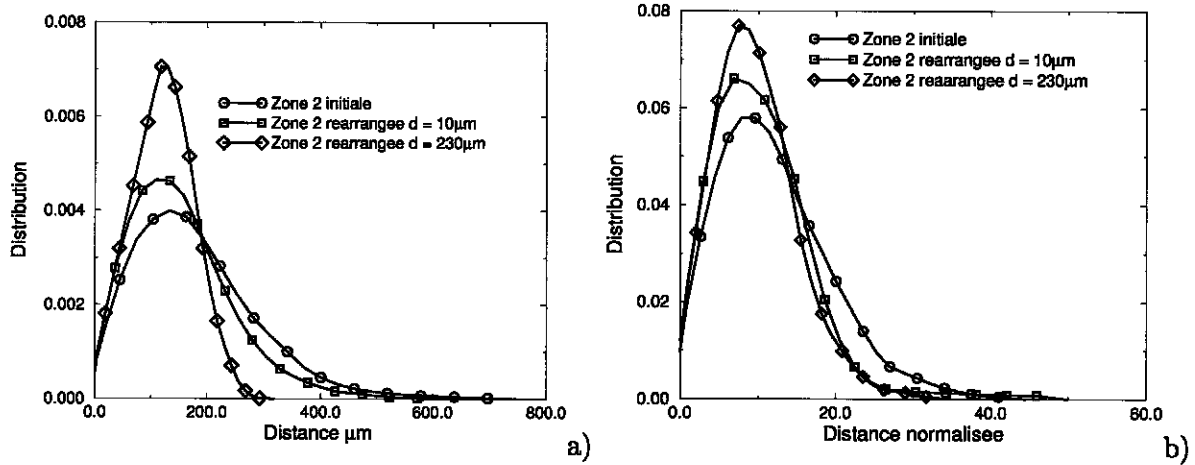 0.008
0.006
0.004
0.002
0.000
0.0
200.0
400.0
600.0
800.0
Distribution
Distance μm
Zone 2 initiale
Zone 2 rearrangee d = 10μm
Zone 2 rearrangee d = 230μm
a)
0.08
0.06
0.04
0.02
0.00
0.0
20.0
40.0
60.0
Distribution
Distance normalisee
Zone 2 initiale
Zone 2 rearrangee d = 10μm
Zone 2 reaarangee d = 230μm
b)